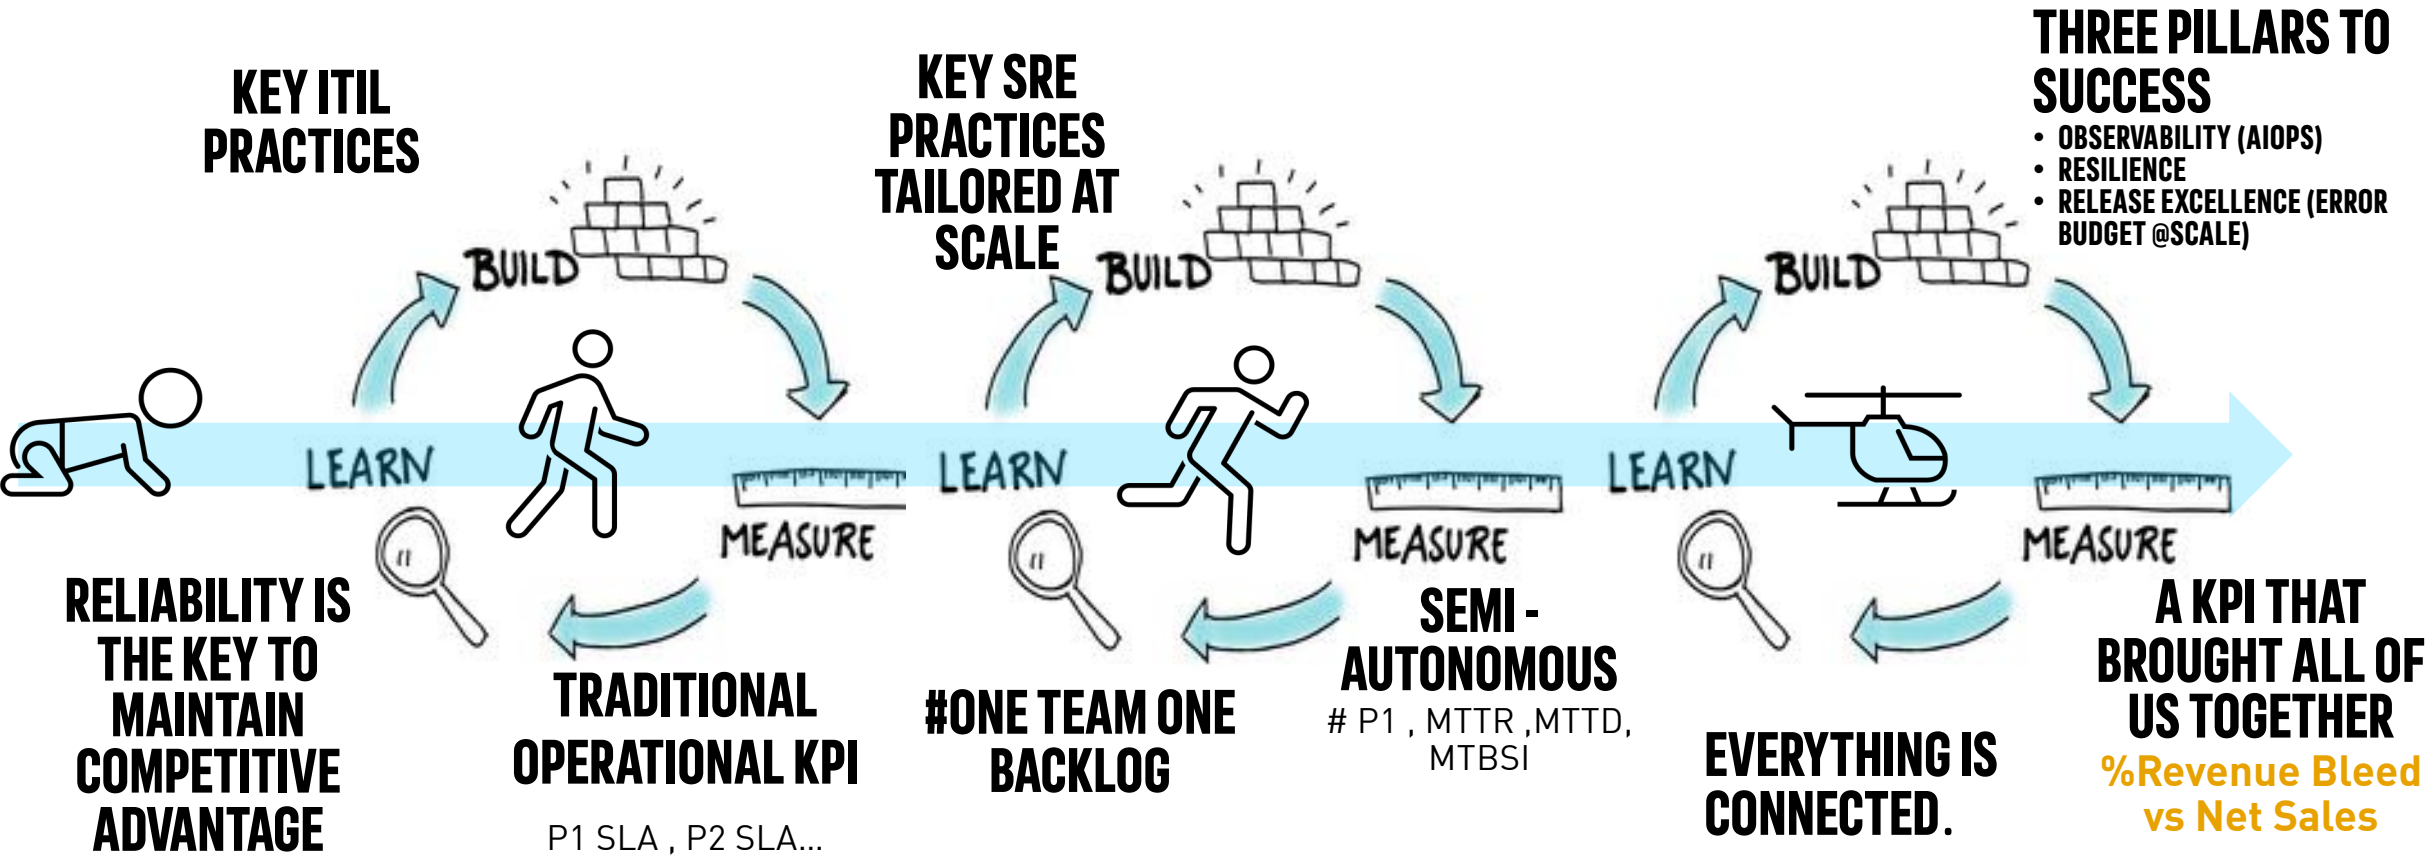 KEY ITIL
PRACTICES
BUILD
LEARN
MEASURE
RELIABILITY IS
THE KEY TO
MAINTAIN
COMPETITIVE
ADVANTAGE
TRADITIONAL
OPERATIONAL KPI
P1 SLA , P2 SLA...
KEY SRE
PRACTICES
TAILORED AT
SCALE
BUILD
LEARN
MEASURE
#ONE TEAM ONE
BACKLOG
SEMI -
AUTONOMOUS
# P1 , MTTR ,MTTD,
MTBSI
THREE PILLARS TO
SUCCESS
• OBSERVABILITY (AIOPS)
• RESILIENCE
• RELEASE EXCELLENCE (ERROR
BUDGET @SCALE)
BUILD
LEARN
MEASURE
EVERYTHING IS
CONNECTED.
A KPI THAT
BROUGHT ALL OF
US TOGETHER
%Revenue Bleed
vs Net Sales